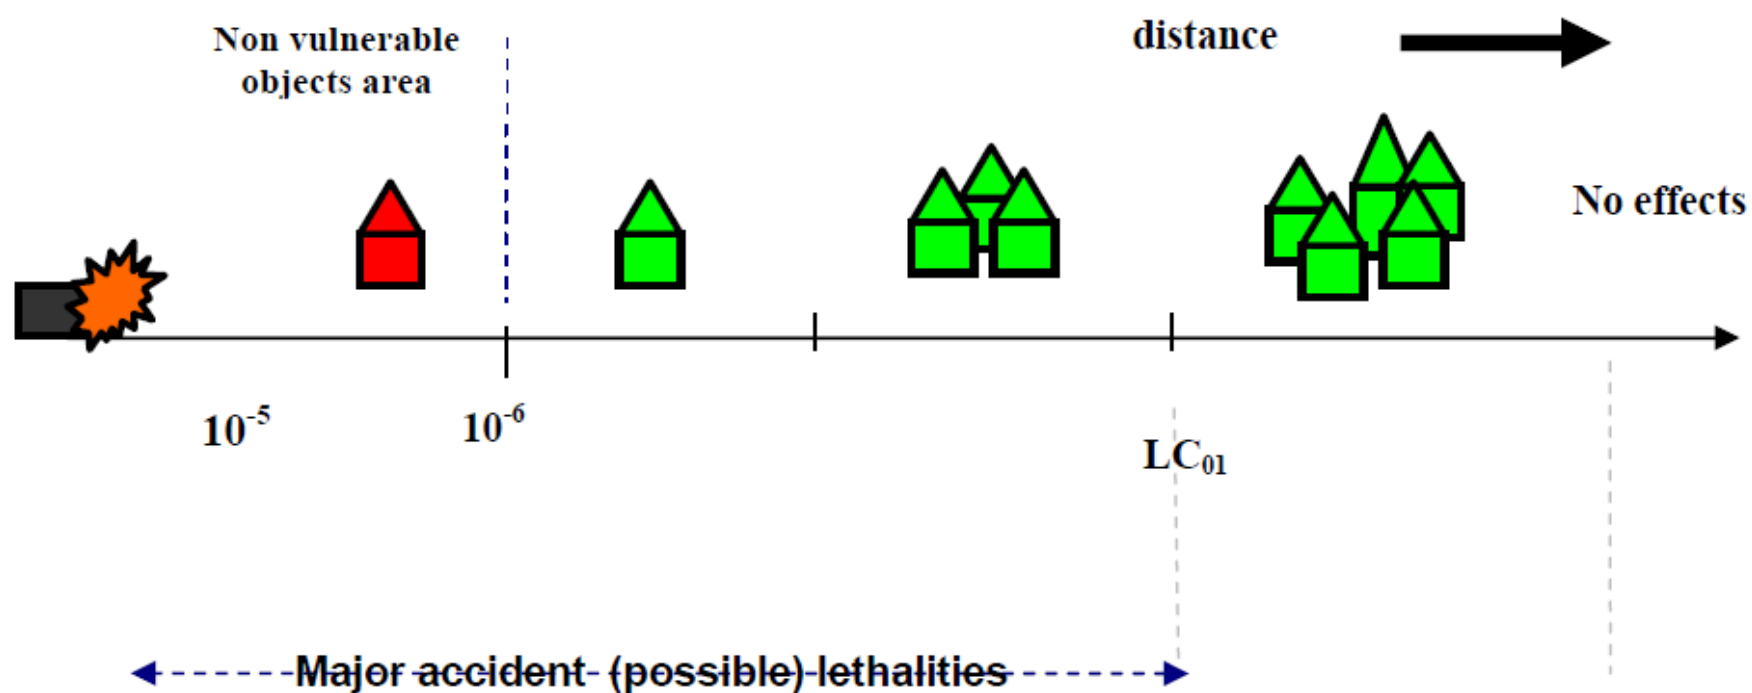 Non vulnerable
objects area
distance
No effects
10⁻⁵
10⁻⁶
LC₀₁
Major accident (possible) lethalities